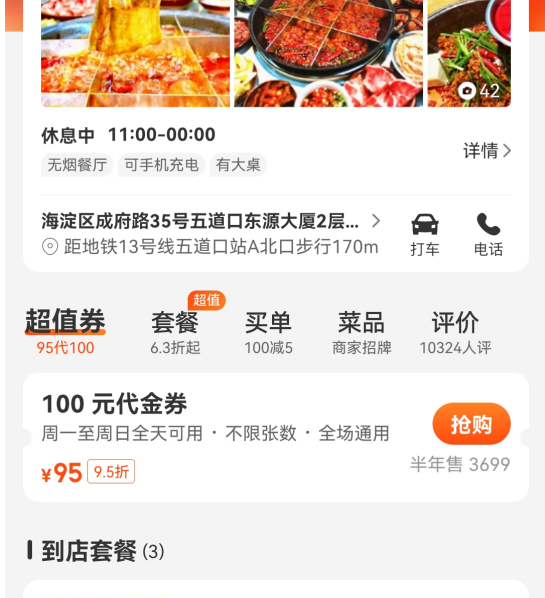 42
休息中 11:00-00:00
详情
无烟餐厅 可手机充电 有大桌
海淀区成府路35号五道口东源大厦2层...
距地铁13号线五道口站A北口步行170m
打车 电话
超值
超值券 套餐 买单 菜品 评价
95代100 6.3折起 100减5 商家招牌 10324人评
100 元代金券
周一至周日全天可用 · 不限张数 · 全场通用
抢购
¥95 9.5折
半年售 3699
到店套餐 (3)